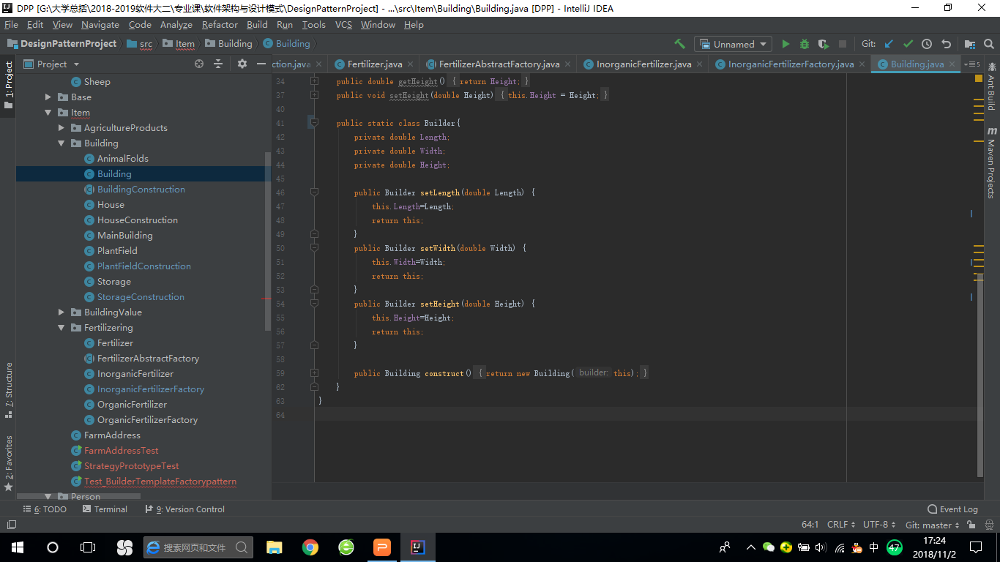 DPP [G:\大学总括\2018-2019软件大二\专业课\软件架构与设计模式\DesignPatternProject] - ...\src\Item\Building\Building.java [DPP] - IntelliJ IDEA
File Edit View Navigate Code Analyze Refactor Build Run Tools VCS Window Help
DesignPatternProject src Item Building Building Unnamed Git:
Project
ction.java Fertilizer.java FertilizerAbstractFactory.java InorganicFertilizer.java InorganicFertilizerFactory.java Building.java 5
1: Project
7: Structure
2: Favorites
Sheep
Base
Item
AgricultureProducts
Building
AnimalFolds
Building
BuildingConstruction
House
HouseConstruction
MainBuilding
PlantField
PlantFieldConstruction
Storage
StorageConstruction
BuildingValue
Fertilizering
Fertilizer
FertilizerAbstractFactory
InorganicFertilizer
InorganicFertilizerFactory
OrganicFertilizer
OrganicFertilizerFactory
FarmAddress
FarmAddressTest
StrategyPrototypeTest
Test_BuilderTemplateFactorypattern
Person
34 public double getHeight() { return Height; }
37 public void setHeight(double Height) { this.Height = Height; }
40
41 public static class Builder{
42 private double Length;
43 private double Width;
44 private double Height;
45
46 public Builder setLength(double Length) {
47 this.Length=Length;
48 return this;
49 }
50 public Builder setWidth(double Width) {
51 this.Width=Width;
52 return this;
53 }
54 public Builder setHeight(double Height) {
55 this.Height=Height;
56 return this;
57 }
58
59 public Building construct() { return new Building( builder: this); }
62 }
63 }
64
Ant Build
Maven Projects
6: TODO Terminal 9: Version Control Event Log
64:1 CRLF UTF-8 Git: master
搜索网页和文件
中 47
17:24
2018/11/2